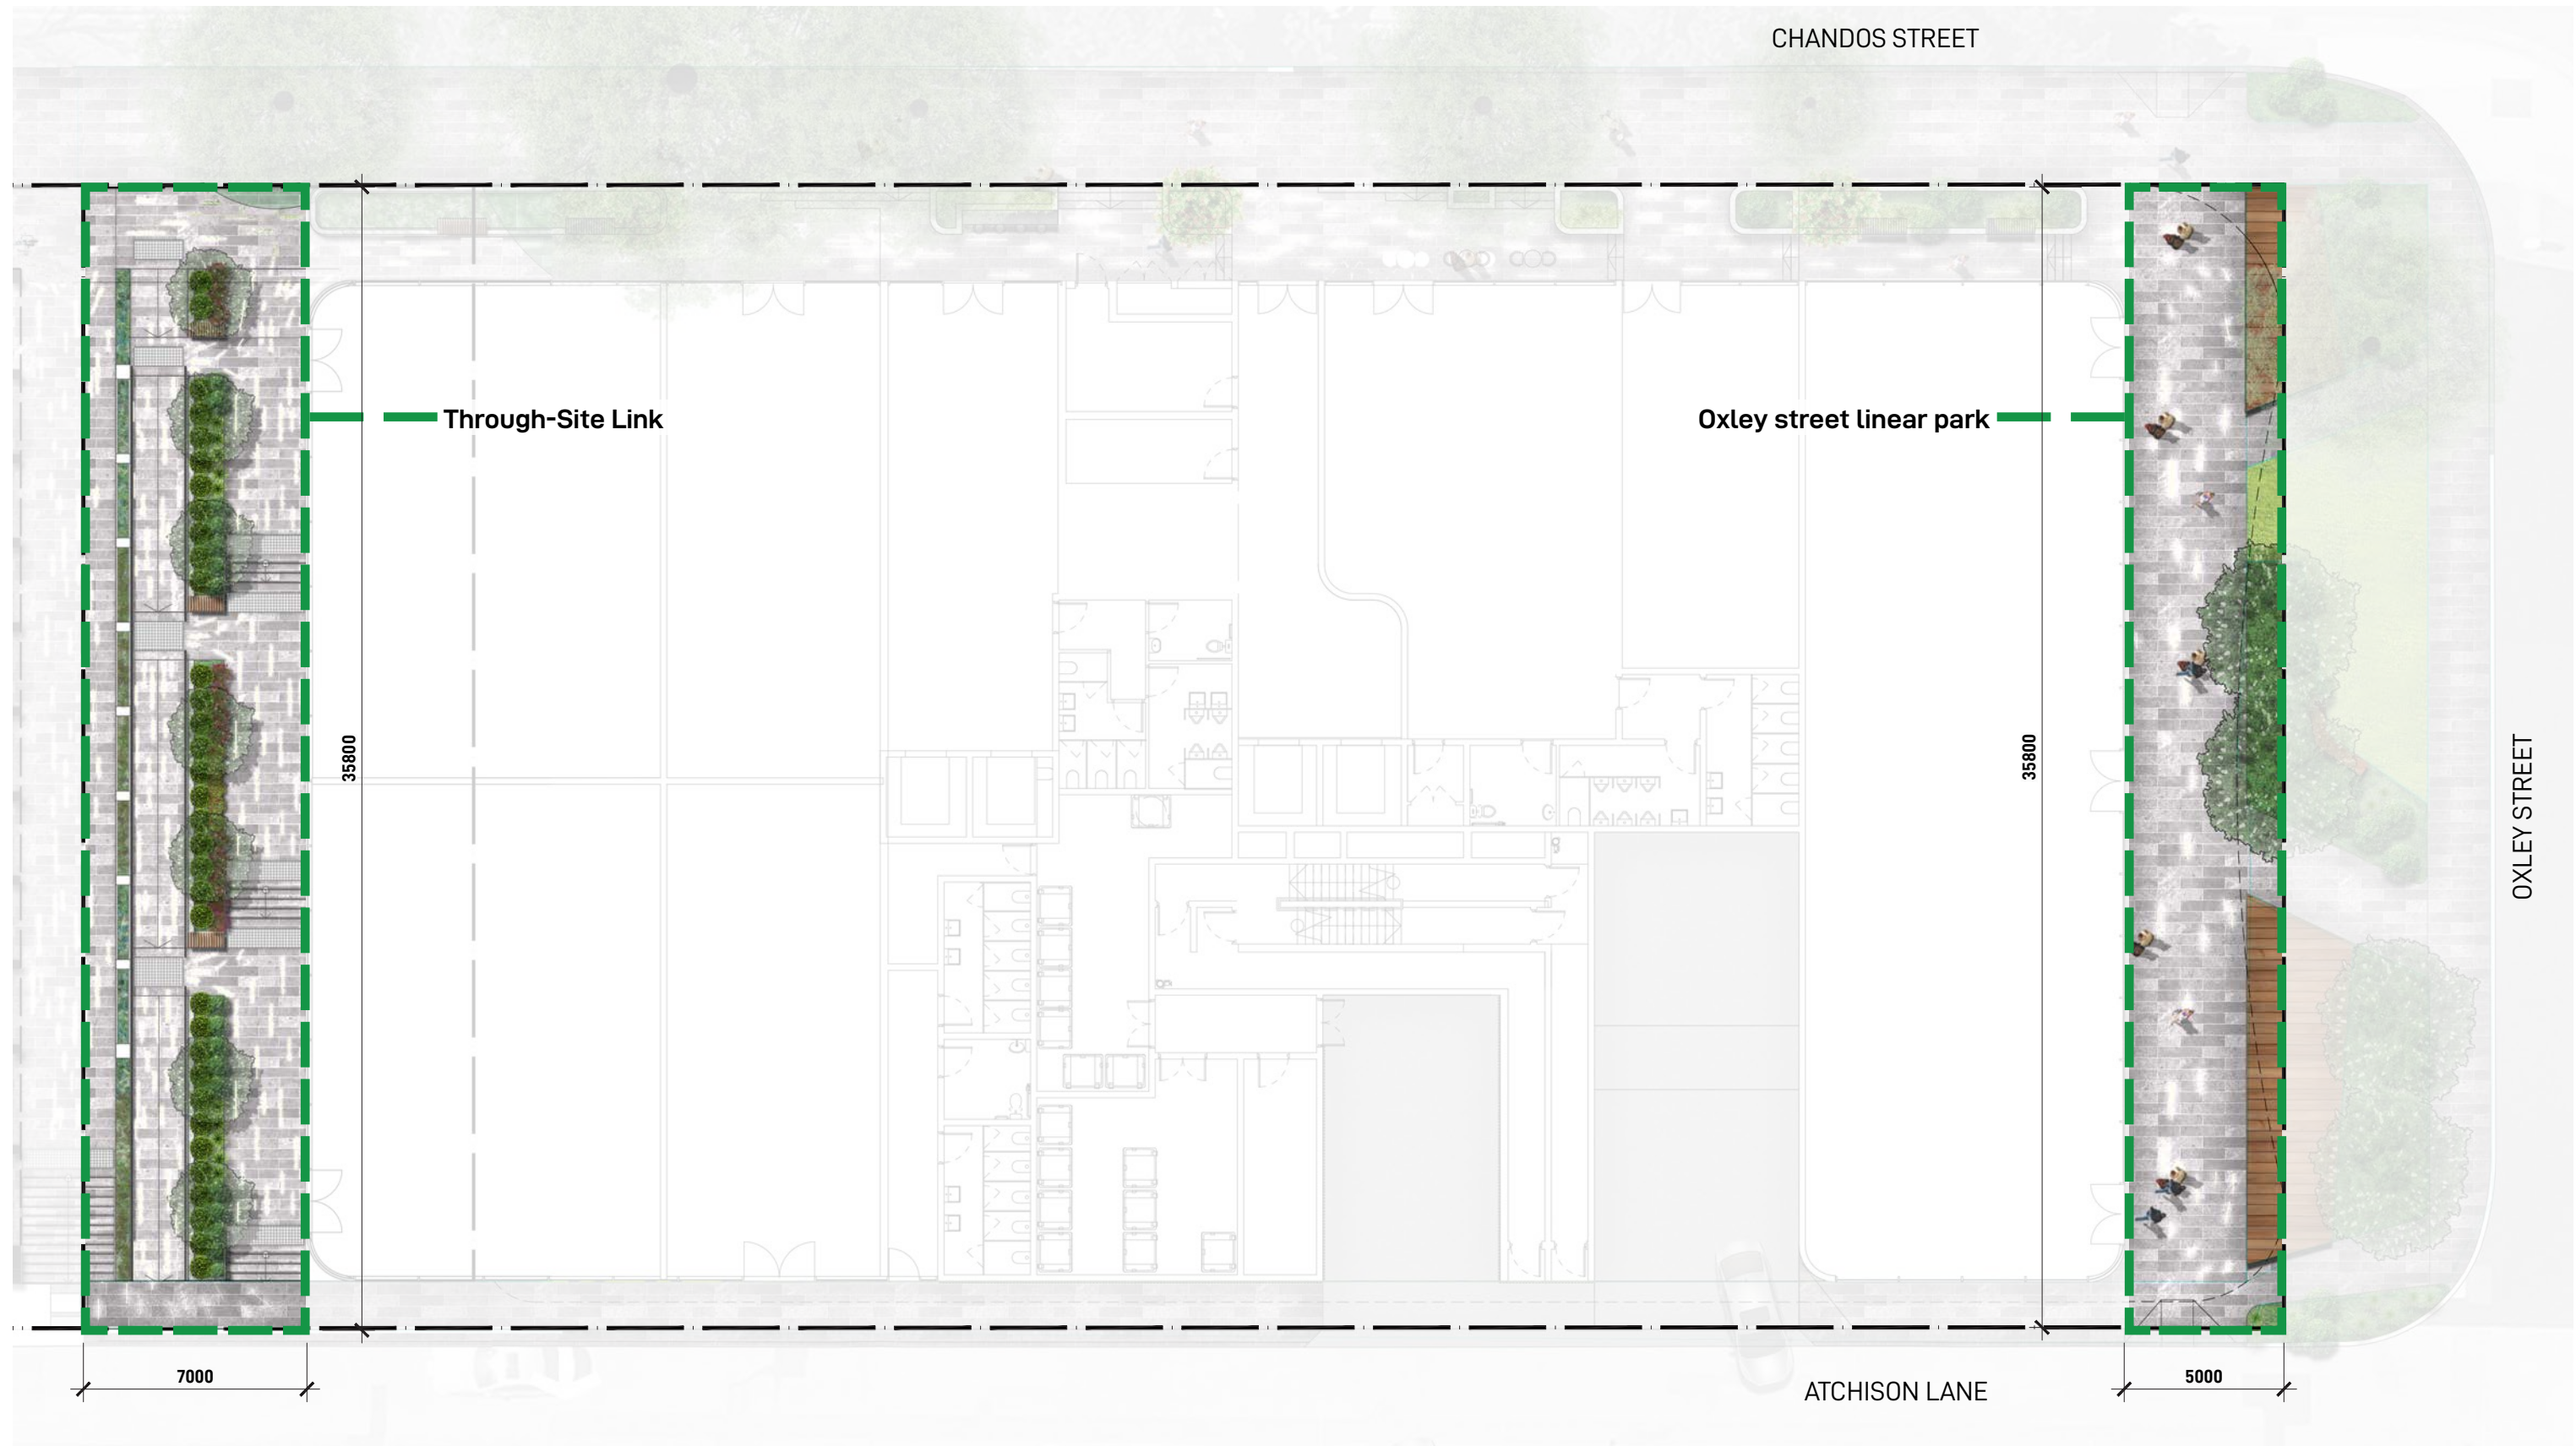 CHANDOS STREET
Through-Site Link
Oxley street linear park
35800
35800
OXLEY STREET
7000
5000
ATCHISON LANE